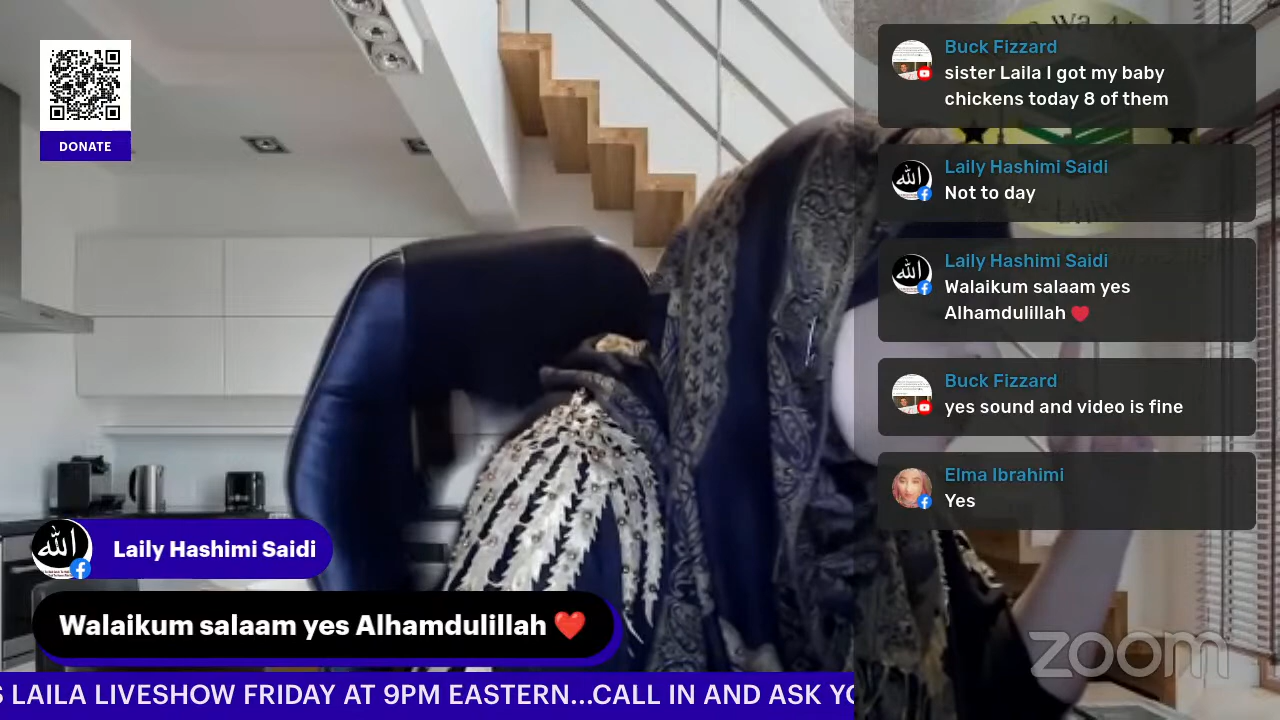 DONATE
Buck Fizzard
sister Laila I got my baby
chickens today 8 of them
Laily Hashimi Saidi
Not to day
Laily Hashimi Saidi
Walaikum salaam yes
Alhamdulillah ❤️
Buck Fizzard
yes sound and video is fine
Elma Ibrahimi
Yes
الله
Laily Hashimi Saidi
Walaikum salaam yes Alhamdulillah ❤️
S LAILA LIVESHOW FRIDAY AT 9PM EASTERN...CALL IN AND ASK YO
zoom